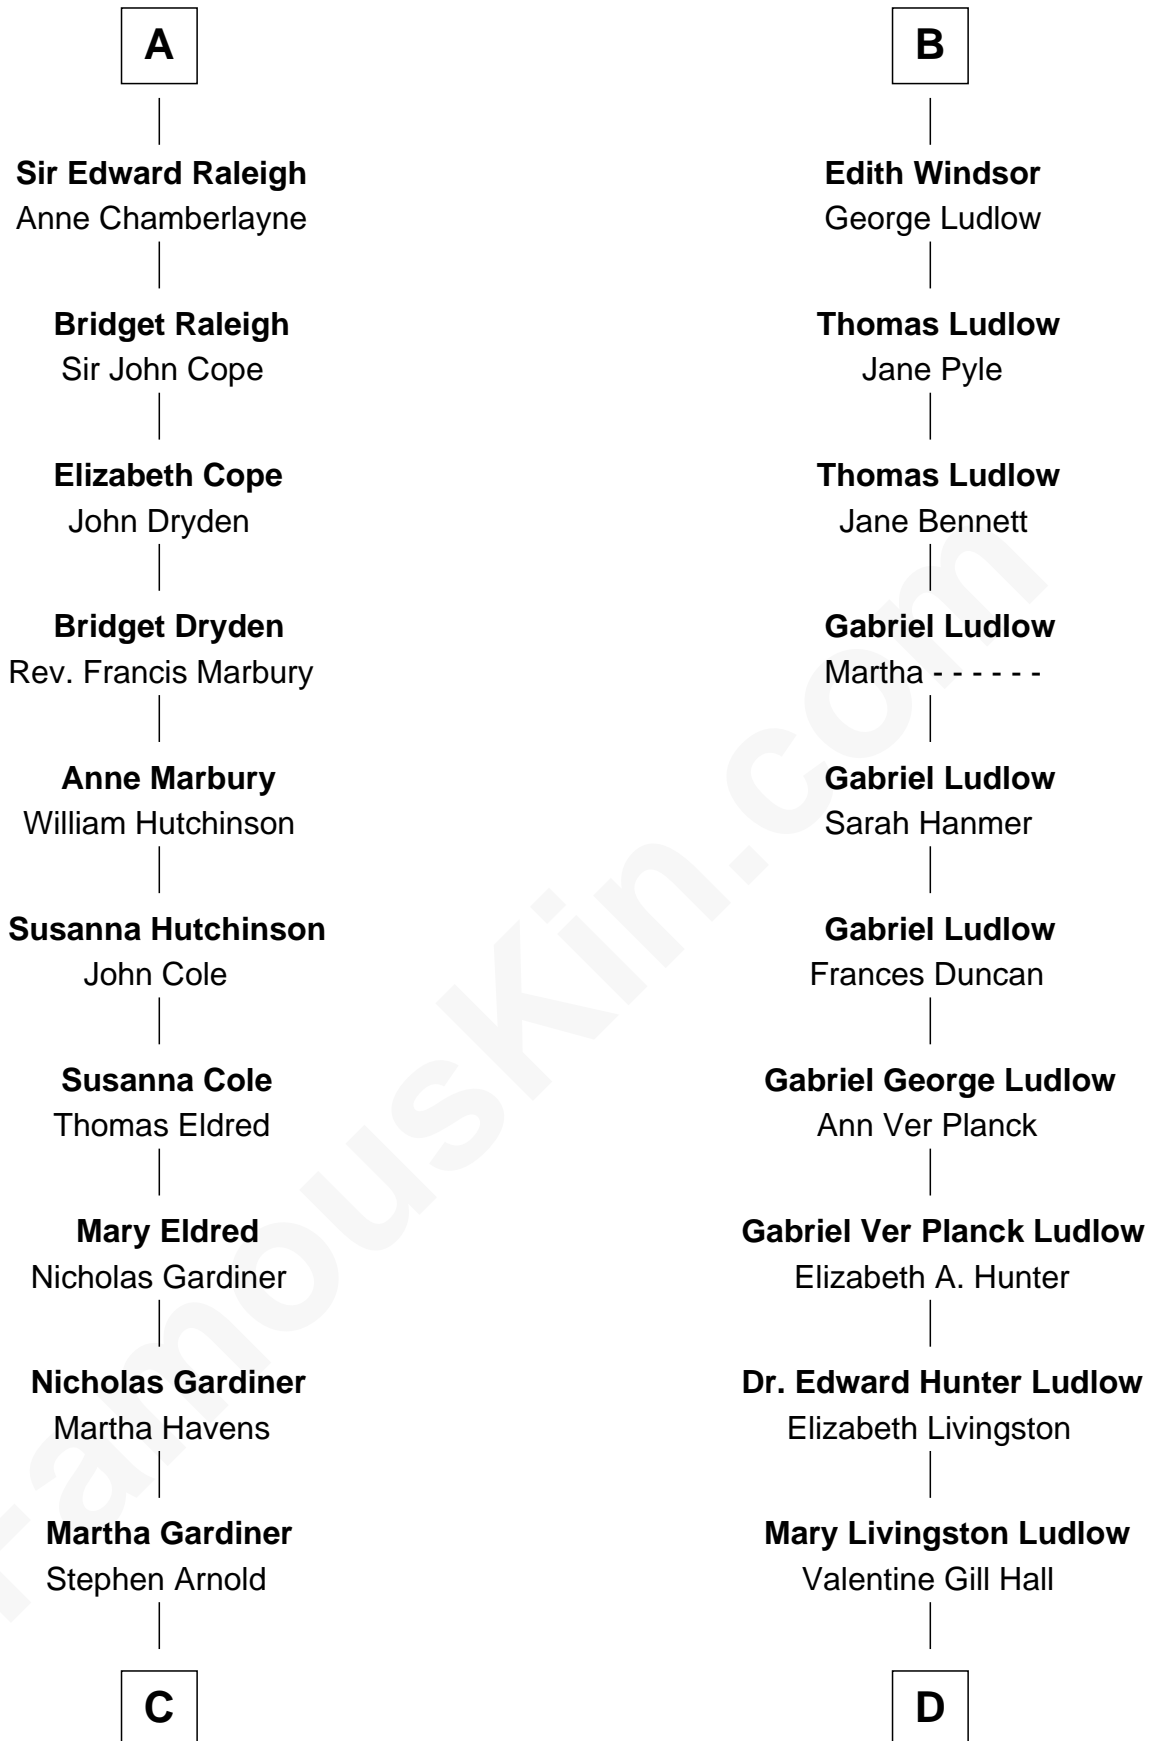 A
Sir Edward Raleigh
Anne Chamberlayne
Bridget Raleigh
Sir John Cope
Elizabeth Cope
John Dryden
Bridget Dryden
Rev. Francis Marbury
Anne Marbury
William Hutchinson
Susanna Hutchinson
John Cole
Susanna Cole
Thomas Eldred
Mary Eldred
Nicholas Gardiner
Nicholas Gardiner
Martha Havens
Martha Gardiner
Stephen Arnold
C
B
Edith Windsor
George Ludlow
Thomas Ludlow
Jane Pyle
Thomas Ludlow
Jane Bennett
Gabriel Ludlow
Martha - - - - - -
Gabriel Ludlow
Sarah Hanmer
Gabriel Ludlow
Frances Duncan
Gabriel George Ludlow
Ann Ver Planck
Gabriel Ver Planck Ludlow
Elizabeth A. Hunter
Dr. Edward Hunter Ludlow
Elizabeth Livingston
Mary Livingston Ludlow
Valentine Gill Hall
D
FamousKin.com